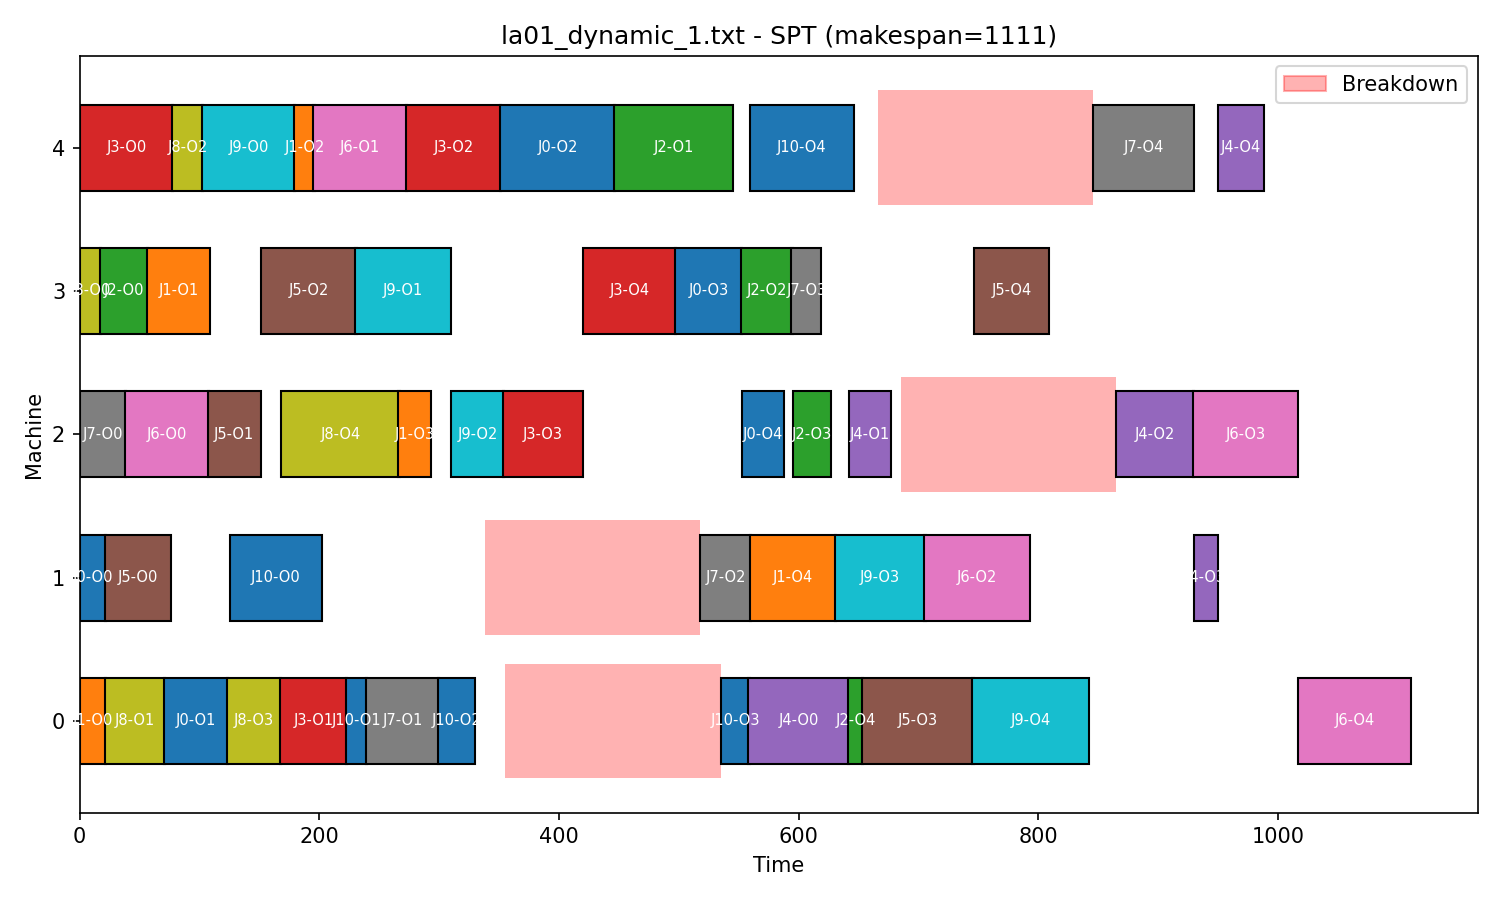 la01_dynamic_1.txt - SPT (makespan=1111)
Breakdown
4
J3-O0 J8-O2 J9-O0 J1-O2 J6-O1 J3-O2 J0-O2 J2-O1 J10-O4 J7-O4 J4-O4
3
J2-O0 J1-O1 J5-O2 J9-O1 J3-O4 J0-O3 J2-O2 J7-O3 J5-O4
Machine
2
J7-O0 J6-O0 J5-O1 J8-O4 J1-O3 J9-O2 J3-O3 J0-O4 J2-O3 J4-O1 J4-O2 J6-O3
1
J5-O0 J10-O0 J7-O2 J1-O4 J9-O3 J6-O2
0
J8-O1 J0-O1 J8-O3 J3-O1 J10-O1 J7-O1 J10-O2 J10-O3 J4-O0 J2-O4 J5-O3 J9-O4 J6-O4
0 200 400 600 800 1000
Time